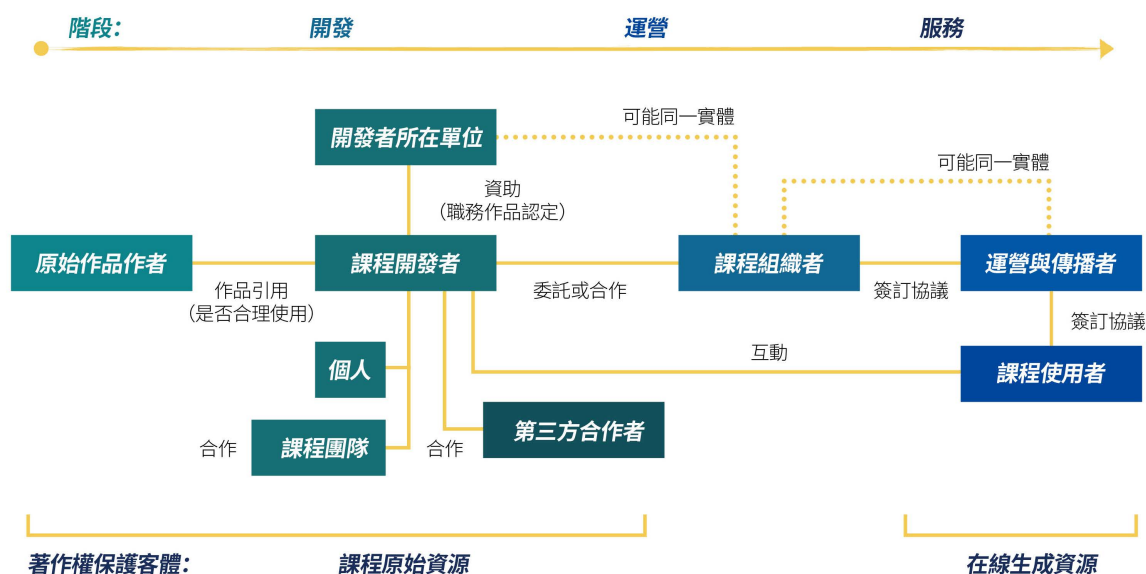 階段：
開發
運營
服務
可能同一實體
開發者所在單位
可能同一實體
資助
（職務作品認定）
原始作品作者
課程開發者
課程組織者
運營與傳播者
作品引用
（是否合理使用）
委託或合作
簽訂協議
簽訂協議
互動
個人
課程使用者
第三方合作者
合作
課程團隊
合作
著作權保護客體：
課程原始資源
在線生成資源